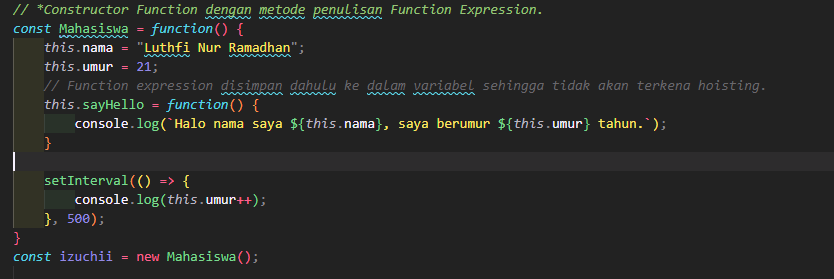 // *Constructor Function dengan metode penulisan Function Expression.
const Mahasiswa = function() {
    this.nama = "Luthfi Nur Ramadhan";
    this.umur = 21;
    // Function expression disimpan dahulu ke dalam variabel sehingga tidak akan terkena hoisting.
    this.sayHello = function() {
        console.log(`Halo nama saya ${this.nama}, saya berumur ${this.umur} tahun.`);
    }

    setInterval(() => {
        console.log(this.umur++);
    }, 500);
}
const izuchii = new Mahasiswa();